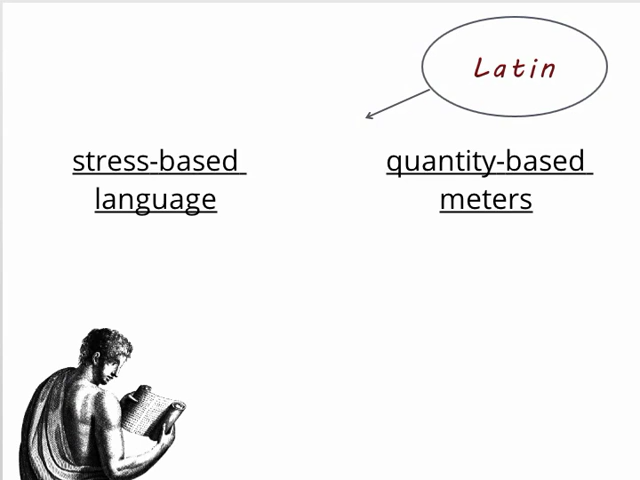 Latin
stress-based
language
quantity-based
meters